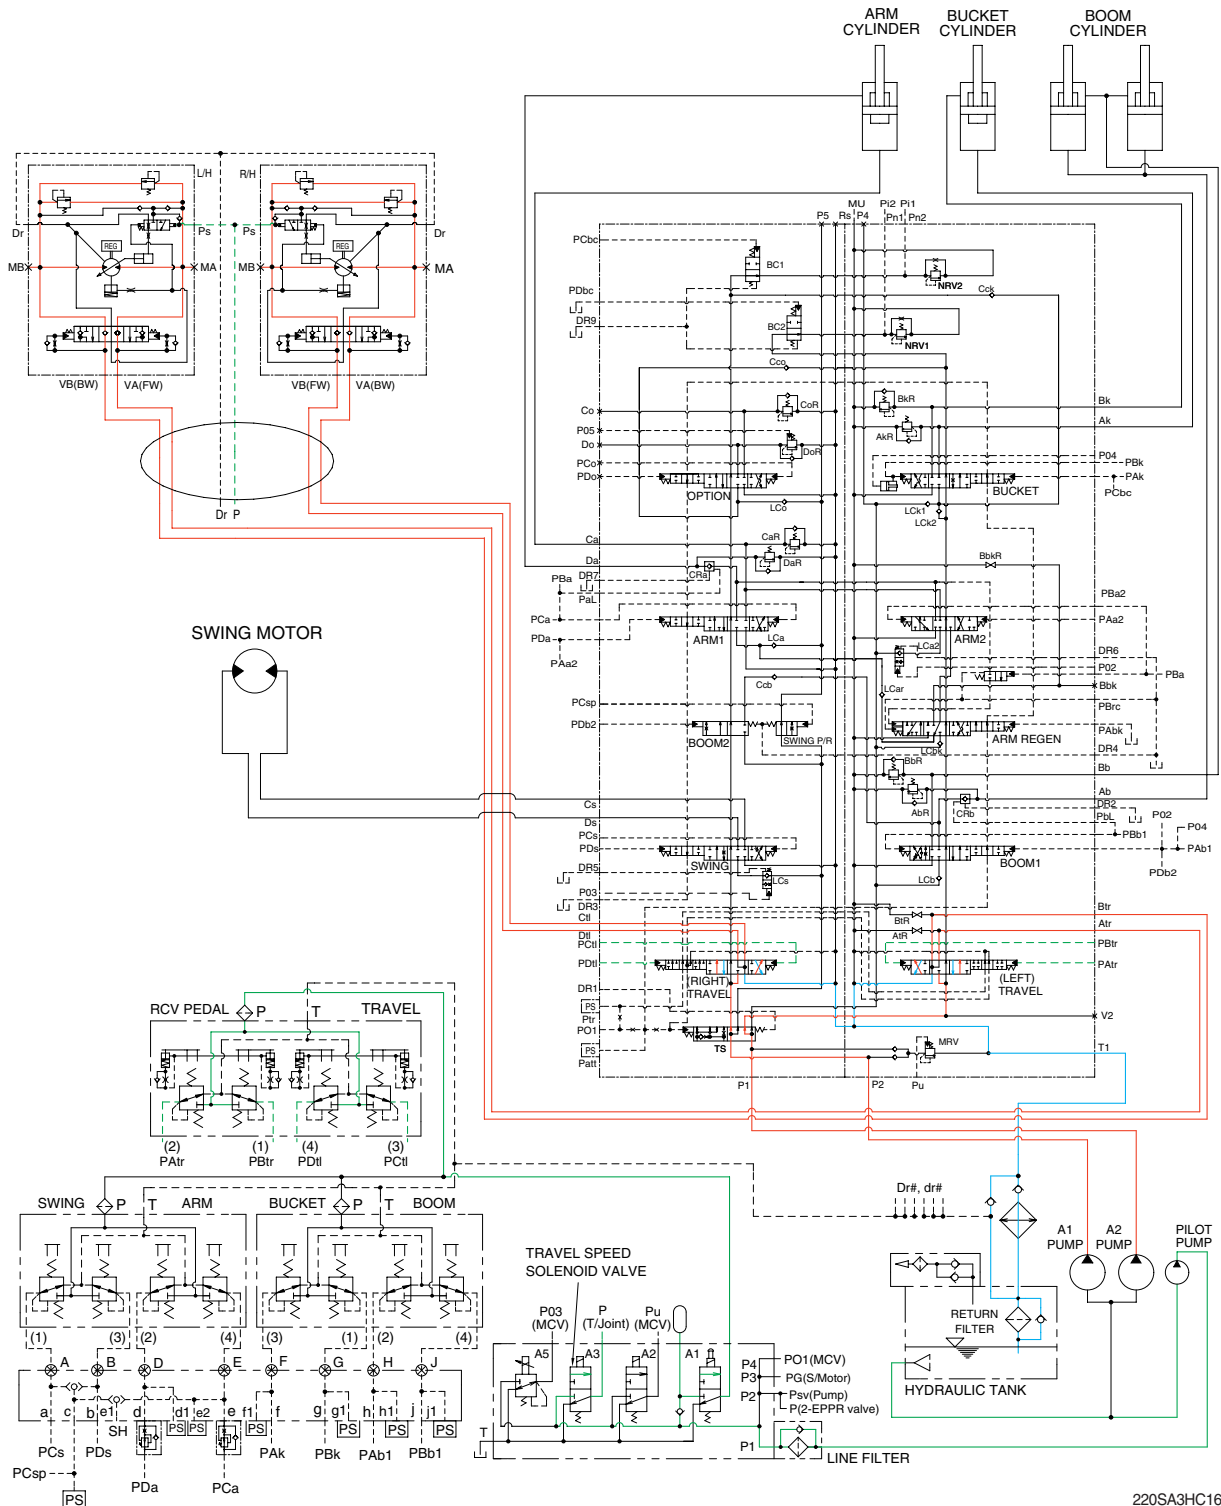 ARM CYLINDER
BUCKET CYLINDER
BOOM CYLINDER
L/H
R/H
Dr
Ps
Ps
Dr
REG
REG
MB
MA
MB
MA
VB(BW)
VA(FW)
VB(FW)
VA(BW)
Dr P
MU
P5
Rs
P4
Pi2
Pi1
Pn1
Pn2
PCbc
BC1
NRV2
Cck
PDbc
DR9
BC2
NRV1
Cco
Co
CoR
BkR
Bk
P05
AkR
Ak
Do
DoR
P04
PCo
PBk
PDo
PAk
OPTION
BUCKET
PCbc
LCo
LCk1
LCk2
Ca
CaR
Da
DaR
BbkR
CRa
DR7
PBa
PaL
PBa2
PCa
PAa2
PDa
ARM1
ARM2
PAa2
LCa
LCa2
DR6
Ccb
P02
PBa
LCar
Bbk
PCsp
PBrc
PDb2
PAbk
BOOM2
SWING P/R
ARM REGEN
LCbk
DR4
BbR
Bb
AbR
CRb
Ab
DR2
PbL
P02
P04
PBb1
PAb1
PDb2
Cs
Ds
PCs
PDs
SWING
BOOM1
DR5
LCs
LCb
P03
DR3
Ctl
BtR
Btr
AtR
Atr
Dtl
PCtl
PBtr
PDtl
PAtr
(RIGHT) TRAVEL
(LEFT) TRAVEL
DR1
PS
Ptr
PO1
V2
TS
MRV
T1
PS
Patt
P1
P2
Pu
SWING MOTOR
RCV PEDAL
P
T
TRAVEL
(2)
(1)
(4)
(3)
PAtr
PBtr
PDtl
PCtl
SWING
P
T
ARM
BUCKET
P
T
BOOM
(1)
(3)
(2)
(4)
(3)
(1)
(2)
(4)
A
B
D
E
F
G
H
J
a
c
b
e1
d
d1
e2
e
f1
f
g
g1
h
h1
j
j1
SH
PS
PS
PS
PS
PS
PS
PCs
PDs
PAk
PBk
PAb1
PBb1
PCsp
PDa
PCa
PS
TRAVEL SPEED
SOLENOID VALVE
P03
(MCV)
P
(T/Joint)
Pu
(MCV)
A5
A3
A2
A1
P4
PO1(MCV)
P3
PG(S/Motor)
P2
Psv(Pump)
P(2-EPPR valve)
T
P1
LINE FILTER
Dr#, dr#
A1 PUMP
A2 PUMP
PILOT PUMP
RETURN FILTER
HYDRAULIC TANK
220SA3HC16